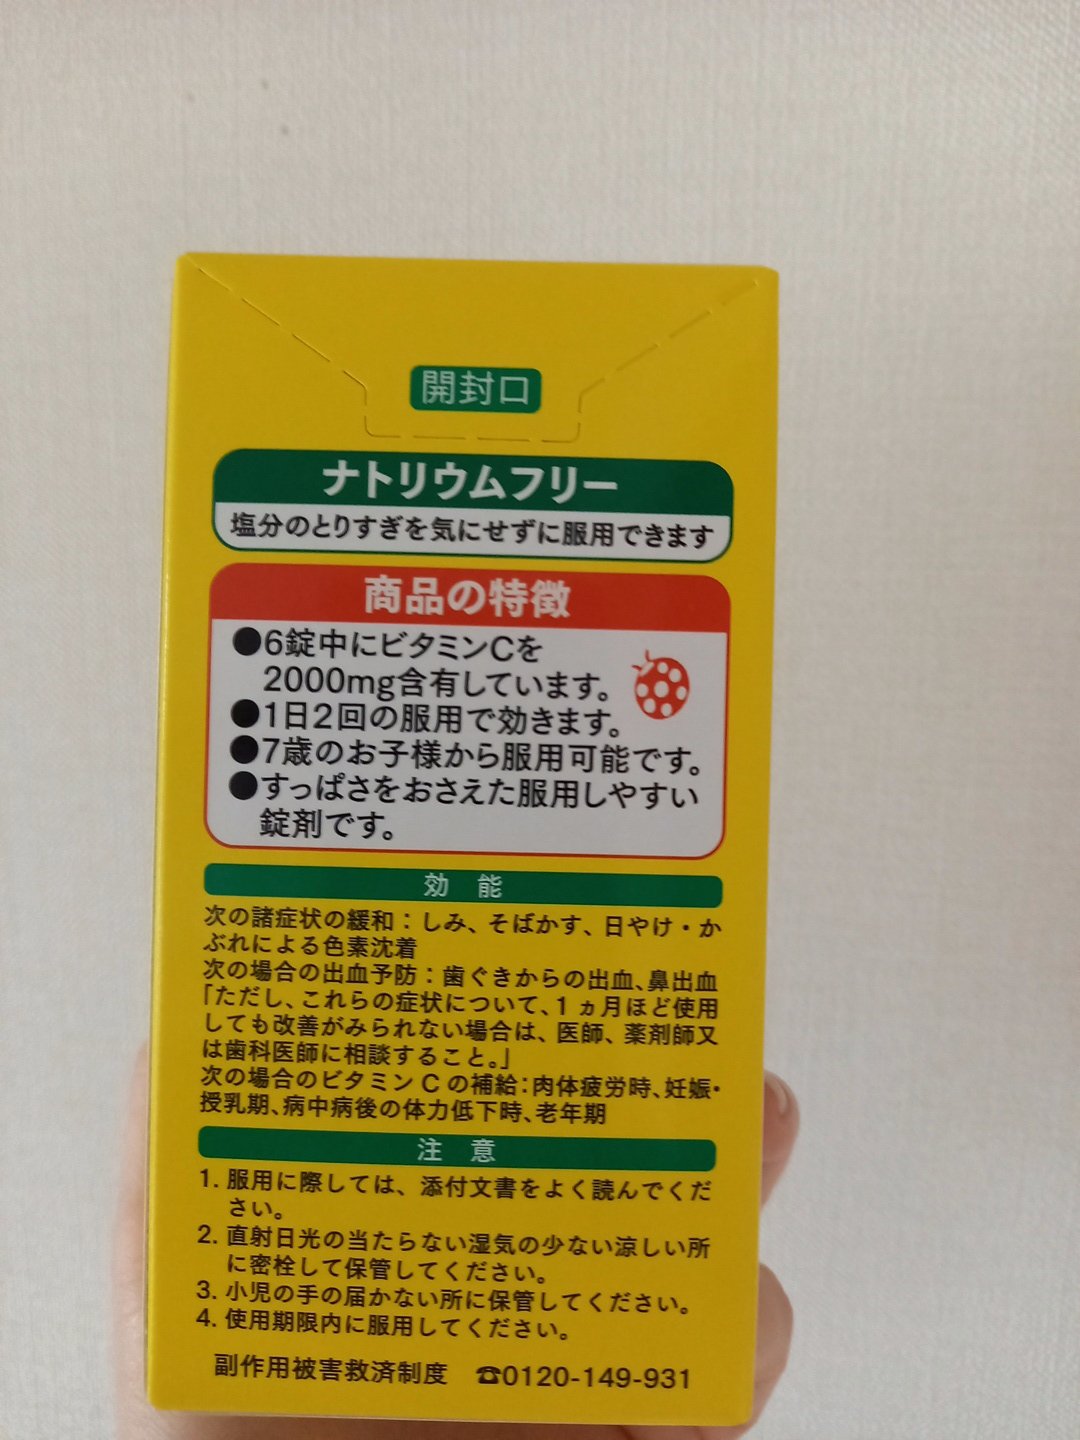 開封口
ナトリウムフリー
塩分のとりすぎを気にせずに服用できます
商品の特徴
●6錠中にビタミンCを
2000mg含有しています。
●1日2回の服用で効きます。
●7歳のお子様から服用可能です。
●すっぱさをおさえた服用しやすい
錠剤です。
効能
次の諸症状の緩和：しみ、そばかす、日やけ・か
ぶれによる色素沈着
次の場合の出血予防：歯ぐきからの出血、鼻出血
「ただし、これらの症状について、1ヵ月ほど使用
しても改善がみられない場合は、医師、薬剤師又
は歯科医師に相談すること。」
次の場合のビタミンCの補給：肉体疲労時、妊娠・
授乳期、病中病後の体力低下時、老年期
注意
1. 服用に際しては、添付文書をよく読んでくだ
さい。
2. 直射日光の当たらない湿気の少ない涼しい所
に密栓して保管してください。
3. 小児の手の届かない所に保管してください。
4. 使用期限内に服用してください。
副作用被害救済制度 ☎0120-149-931